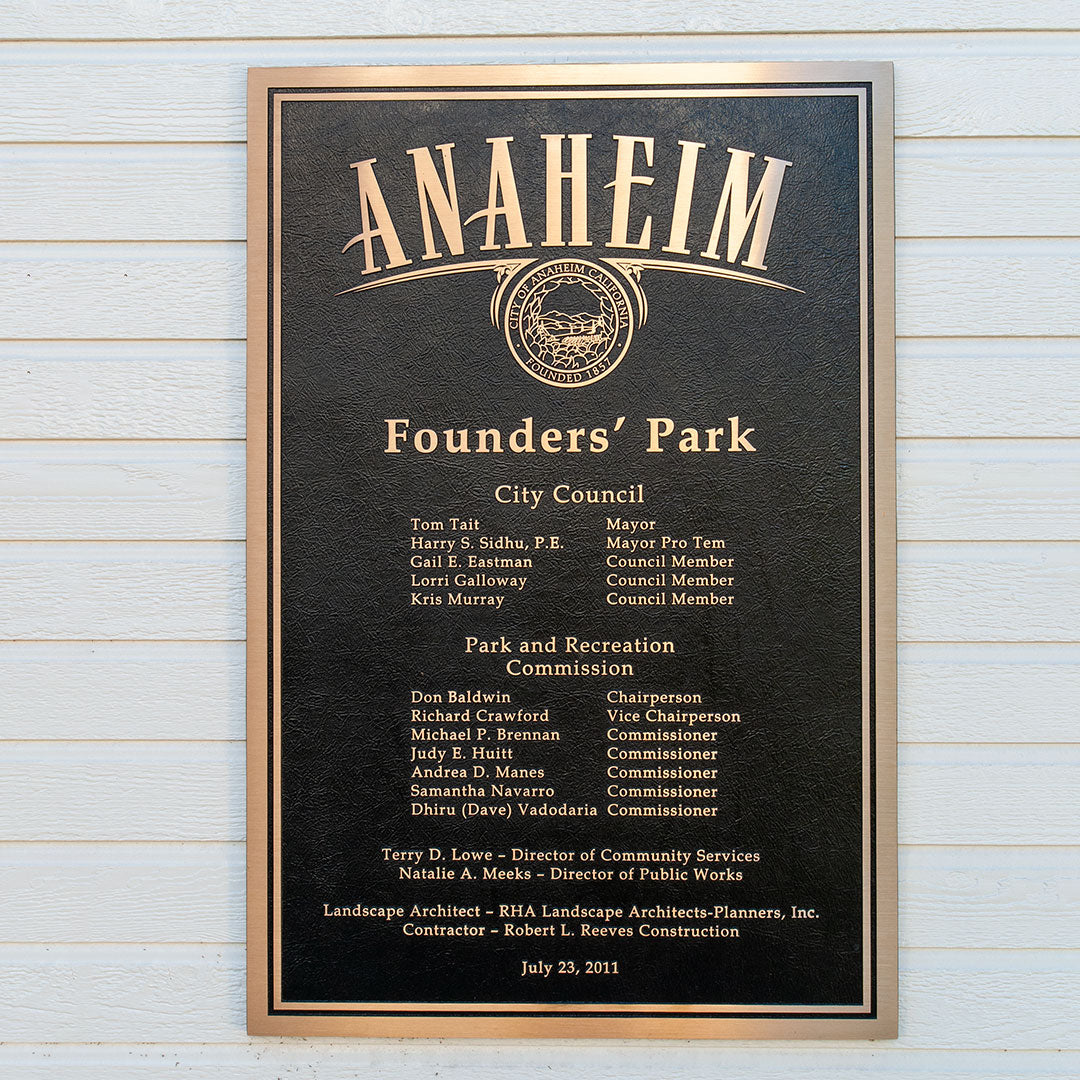 ANAHEIM
CITY OF ANAHEIM CALIFORNIA
FOUNDED 1857
Founders’ Park
City Council
Tom Tait Mayor
Harry S. Sidhu, P.E. Mayor Pro Tem
Gail E. Eastman Council Member
Lorri Galloway Council Member
Kris Murray Council Member
Park and Recreation
Commission
Don Baldwin Chairperson
Richard Crawford Vice Chairperson
Michael P. Brennan Commissioner
Judy E. Huitt Commissioner
Andrea D. Manes Commissioner
Samantha Navarro Commissioner
Dhiru (Dave) Vadodaria Commissioner
Terry D. Lowe – Director of Community Services
Natalie A. Meeks – Director of Public Works
Landscape Architect – RHA Landscape Architects-Planners, Inc.
Contractor – Robert L. Reeves Construction
July 23, 2011